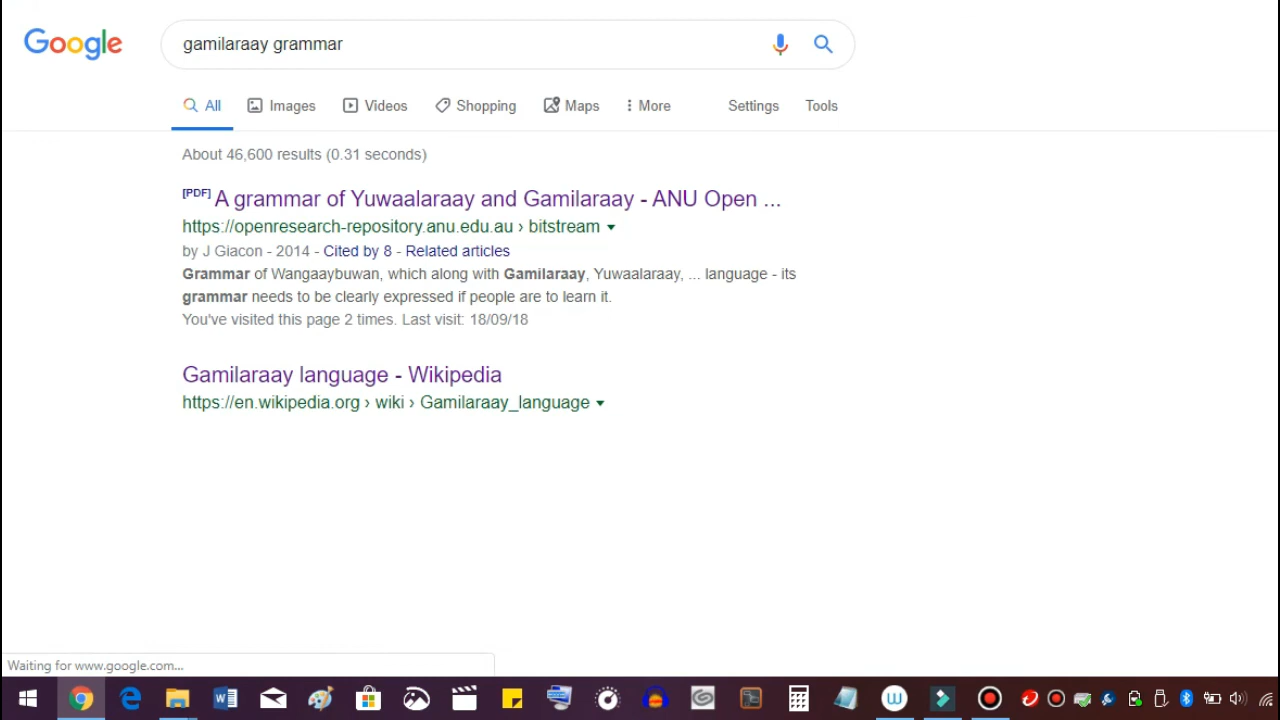 Google
gamilaraay grammar
All Images Videos Shopping Maps More Settings Tools
About 46,600 results (0.31 seconds)
[PDF] A grammar of Yuwaalaraay and Gamilaraay - ANU Open ...
https://openresearch-repository.anu.edu.au › bitstream
by J Giacon - 2014 - Cited by 8 - Related articles
Grammar of Wangaaybuwan, which along with Gamilaraay, Yuwaalaraay, ... language - its
grammar needs to be clearly expressed if people are to learn it.
You've visited this page 2 times. Last visit: 18/09/18
Gamilaraay language - Wikipedia
https://en.wikipedia.org › wiki › Gamilaraay_language
Waiting for www.google.com...